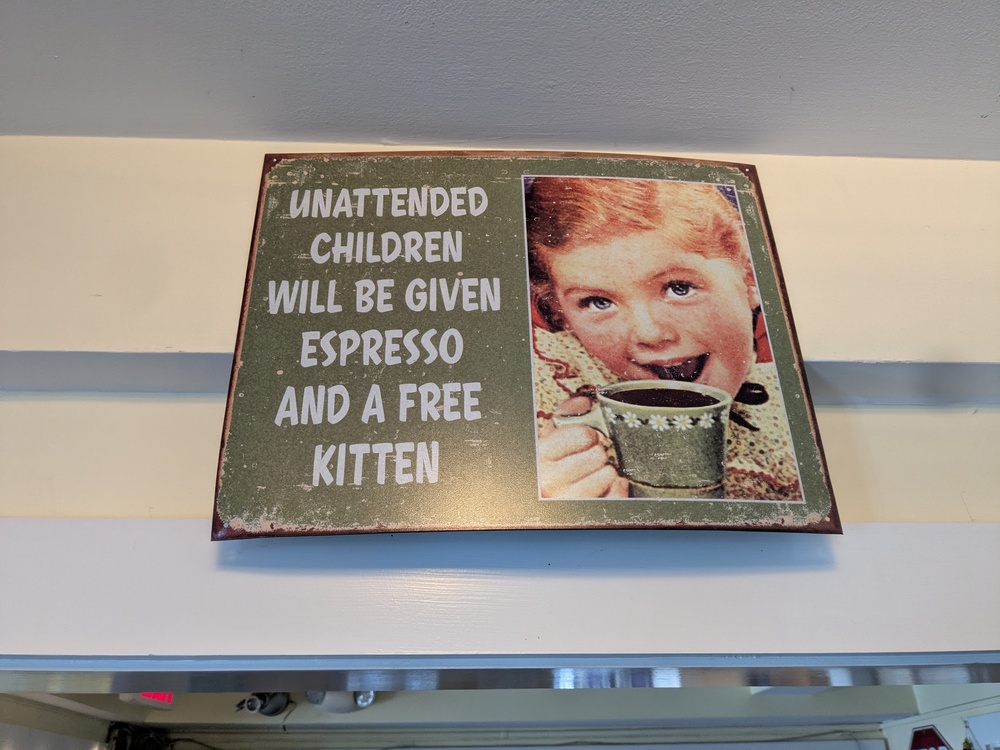 UNATTENDED
CHILDREN
WILL BE GIVEN
ESPRESSO
AND A FREE
KITTEN